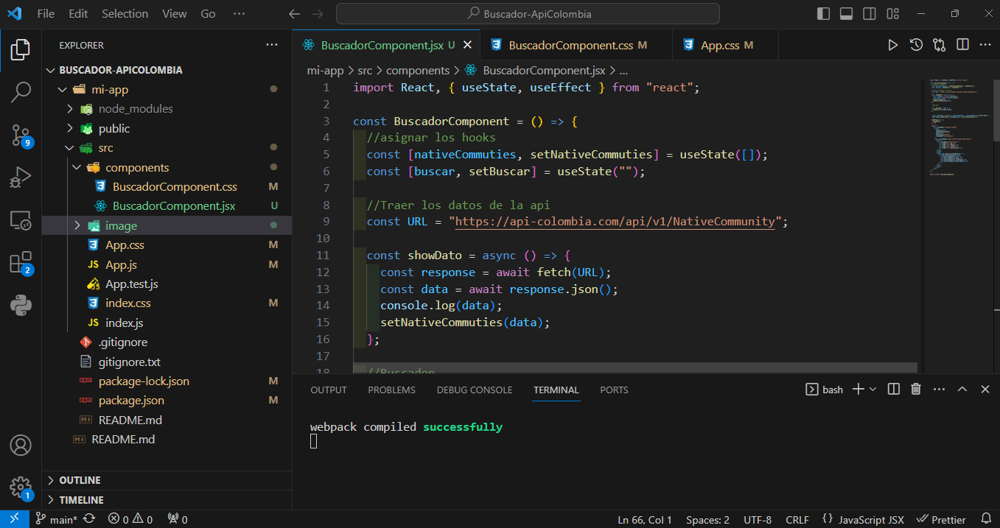 File Edit Selection View Go ··· Buscador-ApiColombia
EXPLORER ···
BUSCADOR-APICOLOMBIA
mi-app
node_modules
public
src
components
BuscadorComponent.css M
BuscadorComponent.jsx U
image
App.css M
JS App.js M
App.test.js
index.css M
JS index.js
.gitignore
gitignore.txt
package-lock.json M
package.json M
README.md
README.md
OUTLINE
TIMELINE
9
2
1
BuscadorComponent.jsx U BuscadorComponent.css M App.css M
mi-app > src > components > BuscadorComponent.jsx > ...
1 import React, { useState, useEffect } from "react";
2
3 const BuscadorComponent = () => {
4 //asignar los hooks
5 const [nativeCommuties, setNativeCommuties] = useState([]);
6 const [buscar, setBuscar] = useState("");
7
8 //Traer los datos de la api
9 const URL = "https://api-colombia.com/api/v1/NativeCommunity";
10
11 const showDato = async () => {
12 const response = await fetch(URL);
13 const data = await response.json();
14 console.log(data);
15 setNativeCommuties(data);
16 };
17
18 //Buscador
OUTPUT PROBLEMS DEBUG CONSOLE TERMINAL PORTS bash
webpack compiled successfully
main* 0 0 0 Ln 66, Col 1 Spaces: 2 UTF-8 CRLF {} JavaScript JSX Prettier